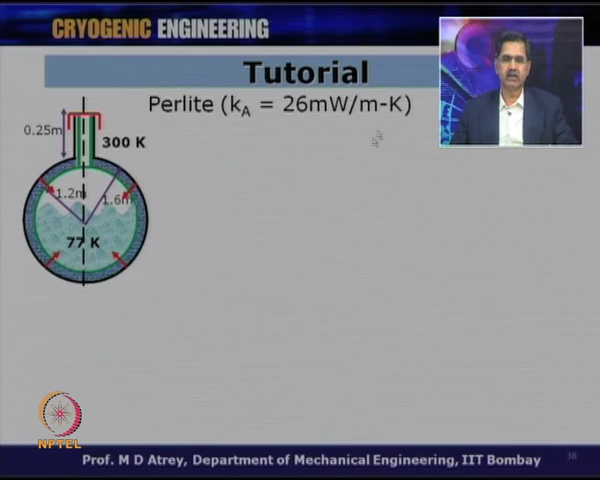 CRYOGENIC ENGINEERING
Tutorial
Perlite (kA = 26mW/m-K)
0.25m
300 K
1.2m
1.6m
77 K
NPTEL
Prof. M D Atrey, Department of Mechanical Engineering, IIT Bombay
38